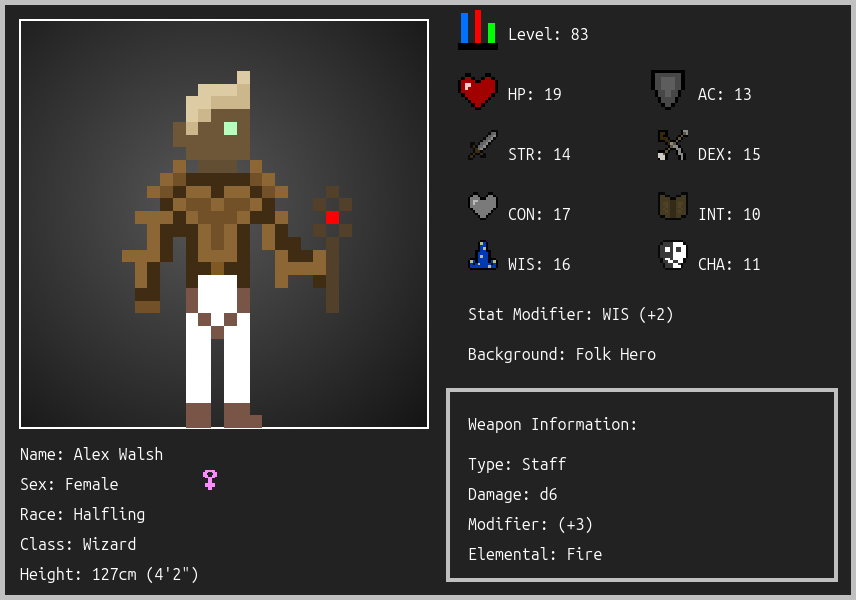 Level: 83
HP: 19
AC: 13
STR: 14
DEX: 15
CON: 17
INT: 10
WIS: 16
CHA: 11
Stat Modifier: WIS (+2)
Background: Folk Hero
Weapon Information:
Type: Staff
Damage: d6
Modifier: (+3)
Elemental: Fire
Name: Alex Walsh
Sex: Female
Race: Halfling
Class: Wizard
Height: 127cm (4'2")